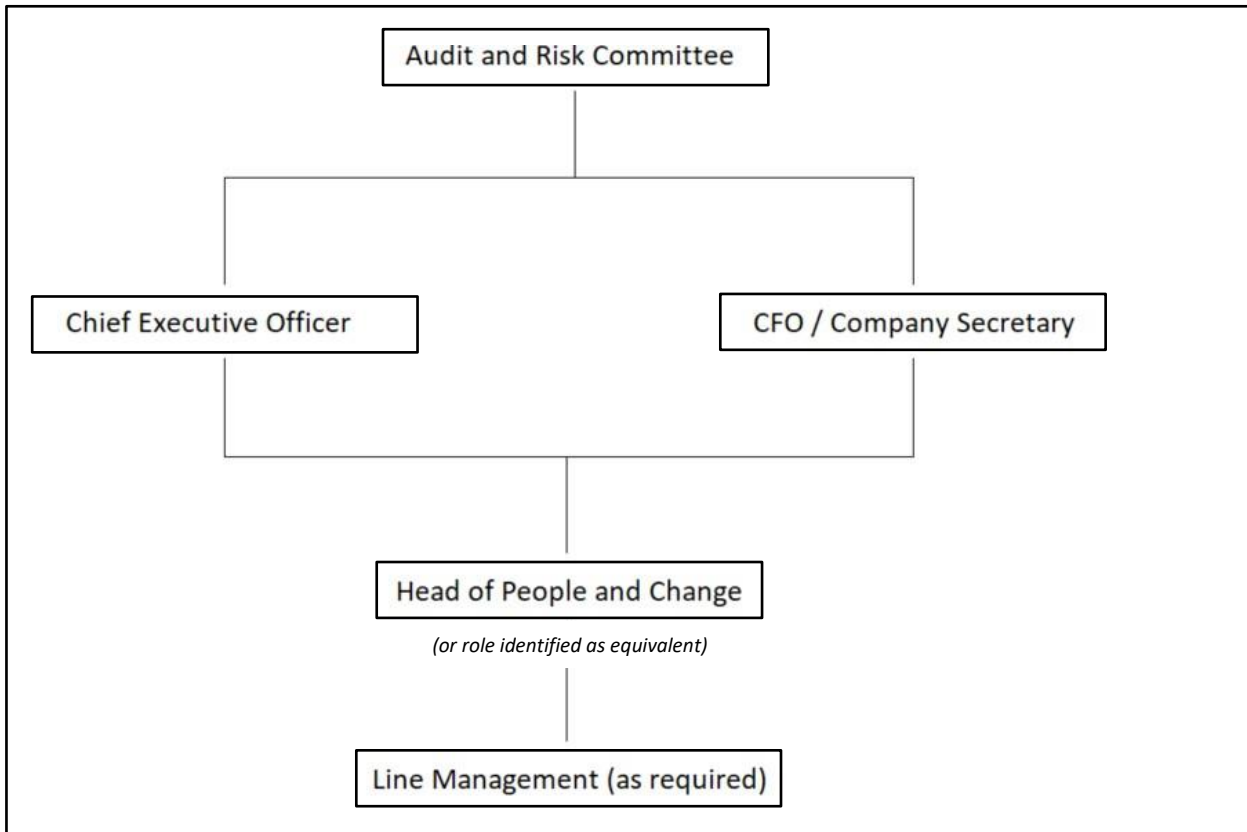 Audit and Risk Committee
Chief Executive Officer
CFO / Company Secretary
Head of People and Change
(or role identified as equivalent)
Line Management (as required)